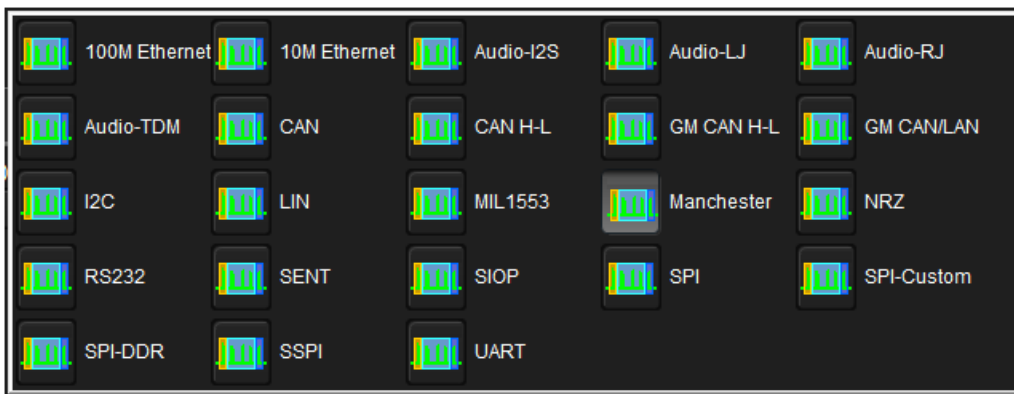 100M Ethernet 10M Ethernet Audio-I2S Audio-LJ Audio-RJ
Audio-TDM CAN CAN H-L GM CAN H-L GM CAN/LAN
I2C LIN MIL1553 Manchester NRZ
RS232 SENT SIOP SPI SPI-Custom
SPI-DDR SSPI UART